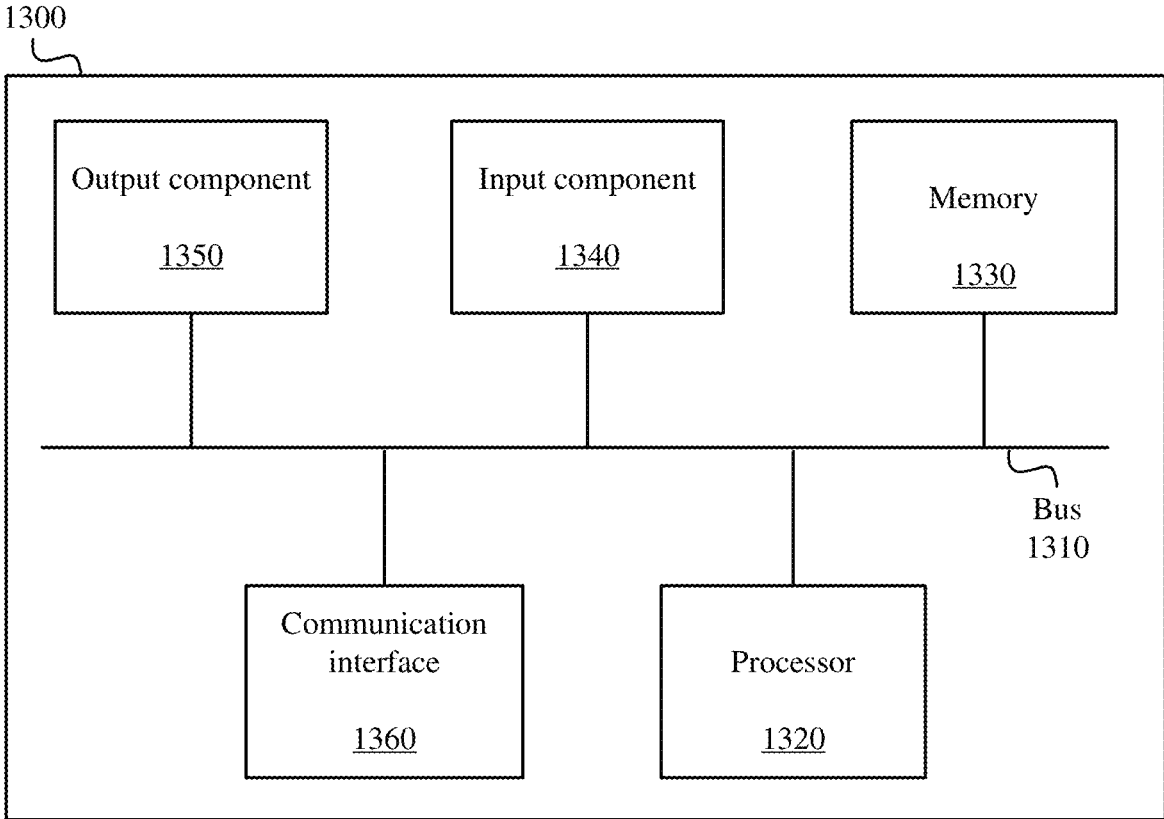 1300
Output component
1350
Input component
1340
Memory
1330
Bus
1310
Communication
interface
1360
Processor
1320